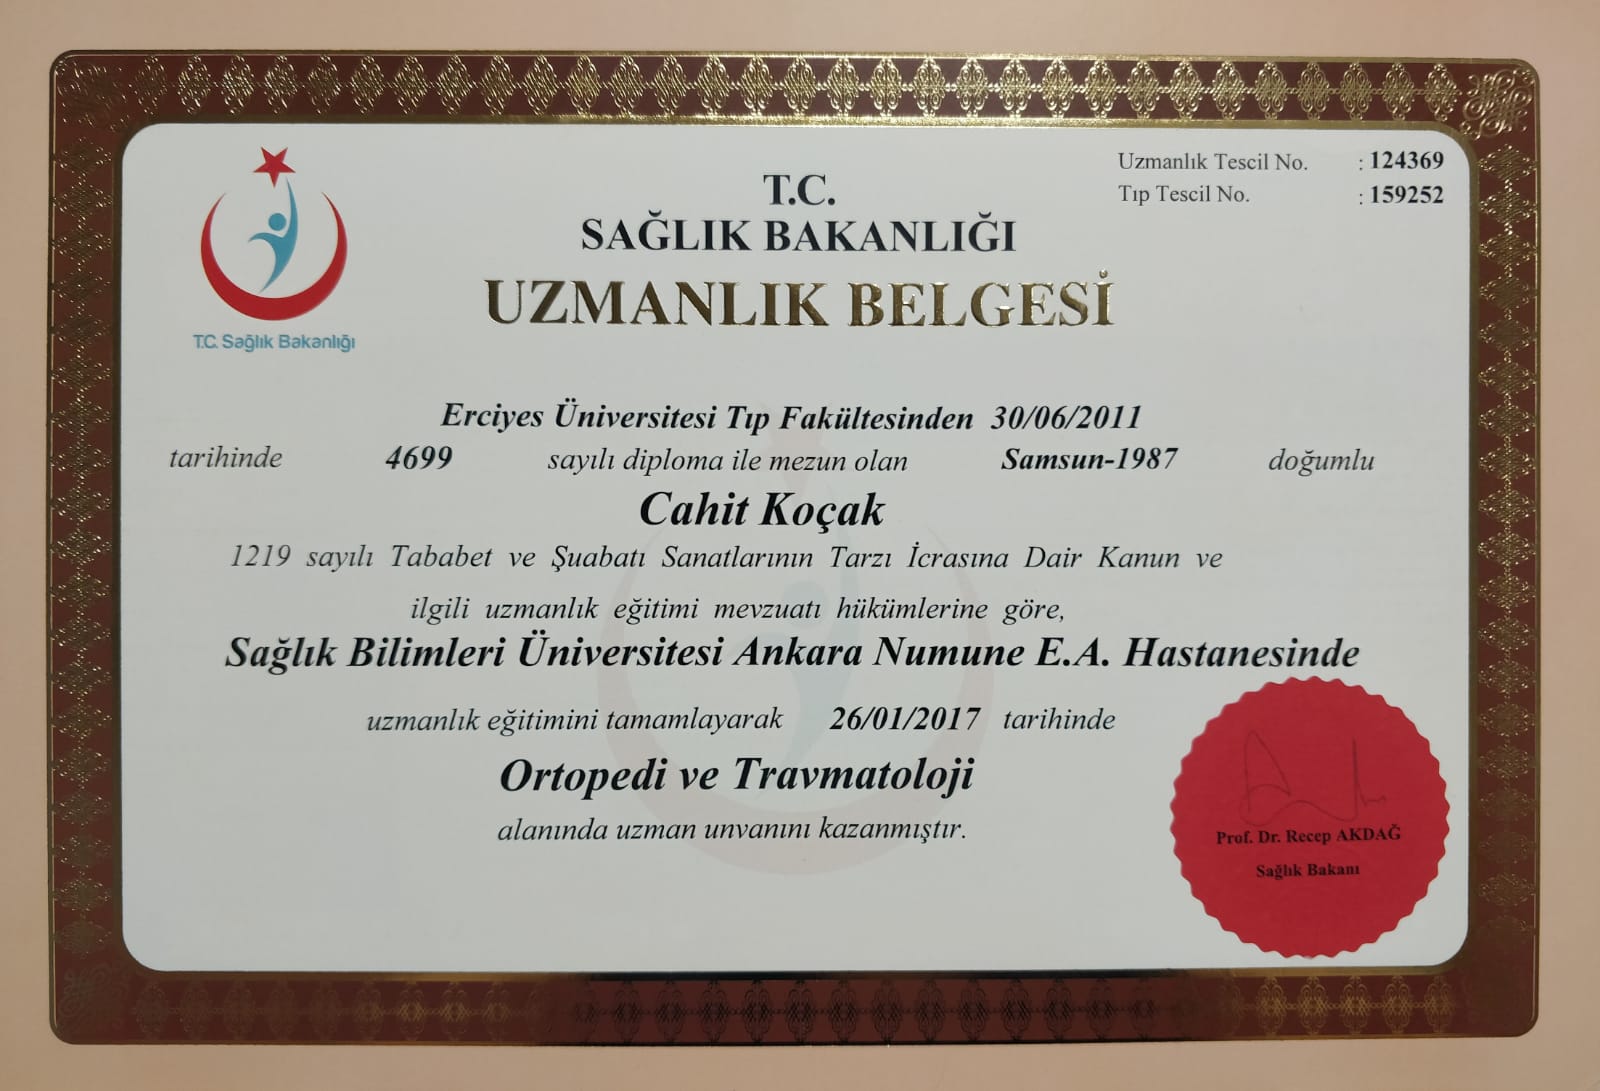 Uzmanlık Tescil No. : 124369
Tıp Tescil No. : 159252
T.C.
SAĞLIK BAKANLIĞI
UZMANLIK BELGESİ
T.C. Sağlık Bakanlığı
Erciyes Üniversitesi Tıp Fakültesinden 30/06/2011
tarihinde 4699 sayılı diploma ile mezun olan Samsun-1987 doğumlu
Cahit Koçak
1219 sayılı Tababet ve Şuabatı Sanatlarının Tarzı İcrasına Dair Kanun ve
ilgili uzmanlık eğitimi mevzuatı hükümlerine göre,
Sağlık Bilimleri Üniversitesi Ankara Numune E.A. Hastanesinde
uzmanlık eğitimini tamamlayarak 26/01/2017 tarihinde
Ortopedi ve Travmatoloji
alanında uzman unvanını kazanmıştır.
Prof. Dr. Recep AKDAĞ
Sağlık Bakanı